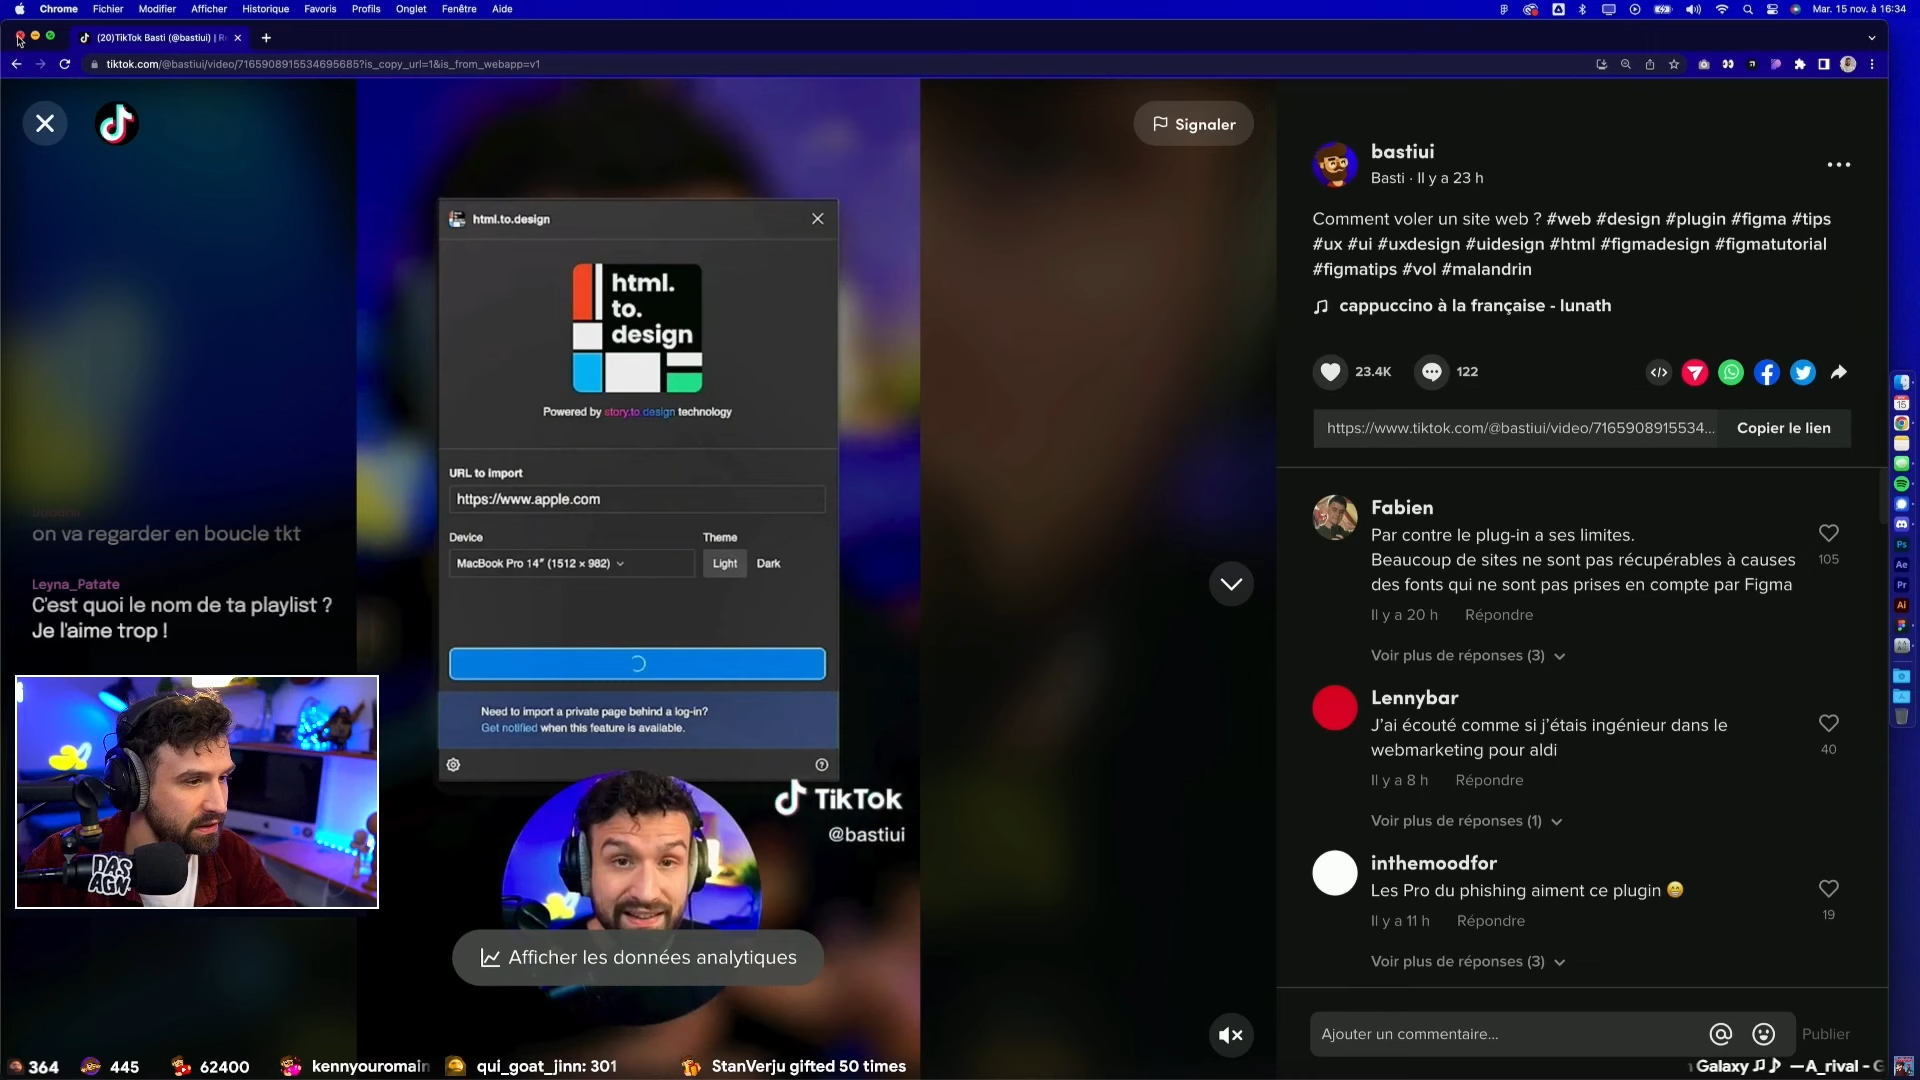 Chrome Fichier Modifier Afficher Historique Favoris Profils Onglet Fenêtre Aide
Mar. 15 nov. à 16:34
(20)TikTok Basti (@bastiui) |
tiktok.com/@bastiui/video/7165908915534695685?is_copy_url=1&is_from_webapp=v1
Signaler
html.to.design
html.
to.
design
Powered by story.to.design technology
URL to import
https://www.apple.com
Device
Theme
MacBook Pro 14" (1512 × 982)
Light
Dark
Need to import a private page behind a log-in?
Get notified when this feature is available.
TikTok
@bastiui
Afficher les données analytiques
on va regarder en boucle tkt
Leyna_Patate
C'est quoi le nom de ta playlist ?
Je l'aime trop !
DAS
AGN.
bastiui
Basti · Il y a 23 h
Comment voler un site web ? #web #design #plugin #figma #tips
#ux #ui #uxdesign #uidesign #html #figmadesign #figmatutorial
#figmatips #vol #malandrin
cappuccino à la française - lunath
23.4K
122
https://www.tiktok.com/@bastiui/video/7165908915534...
Copier le lien
Fabien
Par contre le plug-in a ses limites.
Beaucoup de sites ne sont pas récupérables à causes
des fonts qui ne sont pas prises en compte par Figma
105
Il y a 20 h Répondre
Voir plus de réponses (3)
Lennybar
J'ai écouté comme si j'étais ingénieur dans le
webmarketing pour aldi
40
Il y a 8 h Répondre
Voir plus de réponses (1)
inthemoodfor
Les Pro du phishing aiment ce plugin 😁
19
Il y a 11 h Répondre
Voir plus de réponses (3)
Ajouter un commentaire...
Publier
15
Ps
Ae
Pr
Ai
364
445
62400
kennyouromain
qui_goat_jinn: 301
StanVerju gifted 50 times
Galaxy ♫ ♪ —A_rival - G